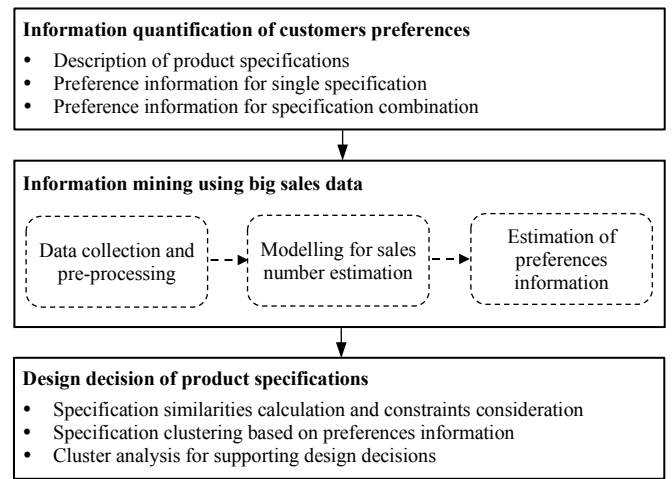 Information quantification of customers preferences
• Description of product specifications
• Preference information for single specification
• Preference information for specification combination
Information mining using big sales data
Data collection and
pre-processing
Modelling for sales
number estimation
Estimation of
preferences
information
Design decision of product specifications
• Specification similarities calculation and constraints consideration
• Specification clustering based on preferences information
• Cluster analysis for supporting design decisions